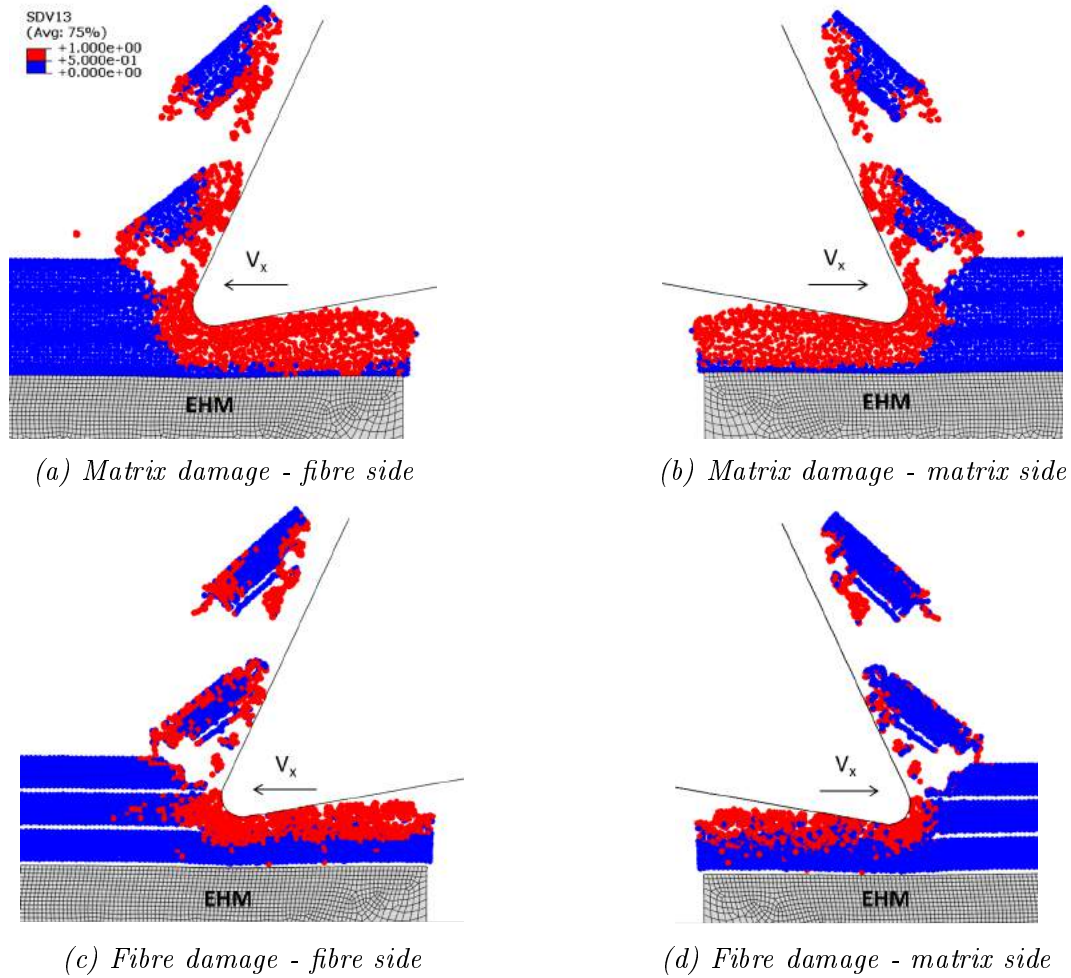 SDV13
(Avg: 75%)
+1.000e+00
+5.000e-01
+0.000e+00
Vx
Vx
EHM
EHM
(a) Matrix damage - fibre side
(b) Matrix damage - matrix side
Vx
Vx
EHM
EHM
(c) Fibre damage - fibre side
(d) Fibre damage - matrix side